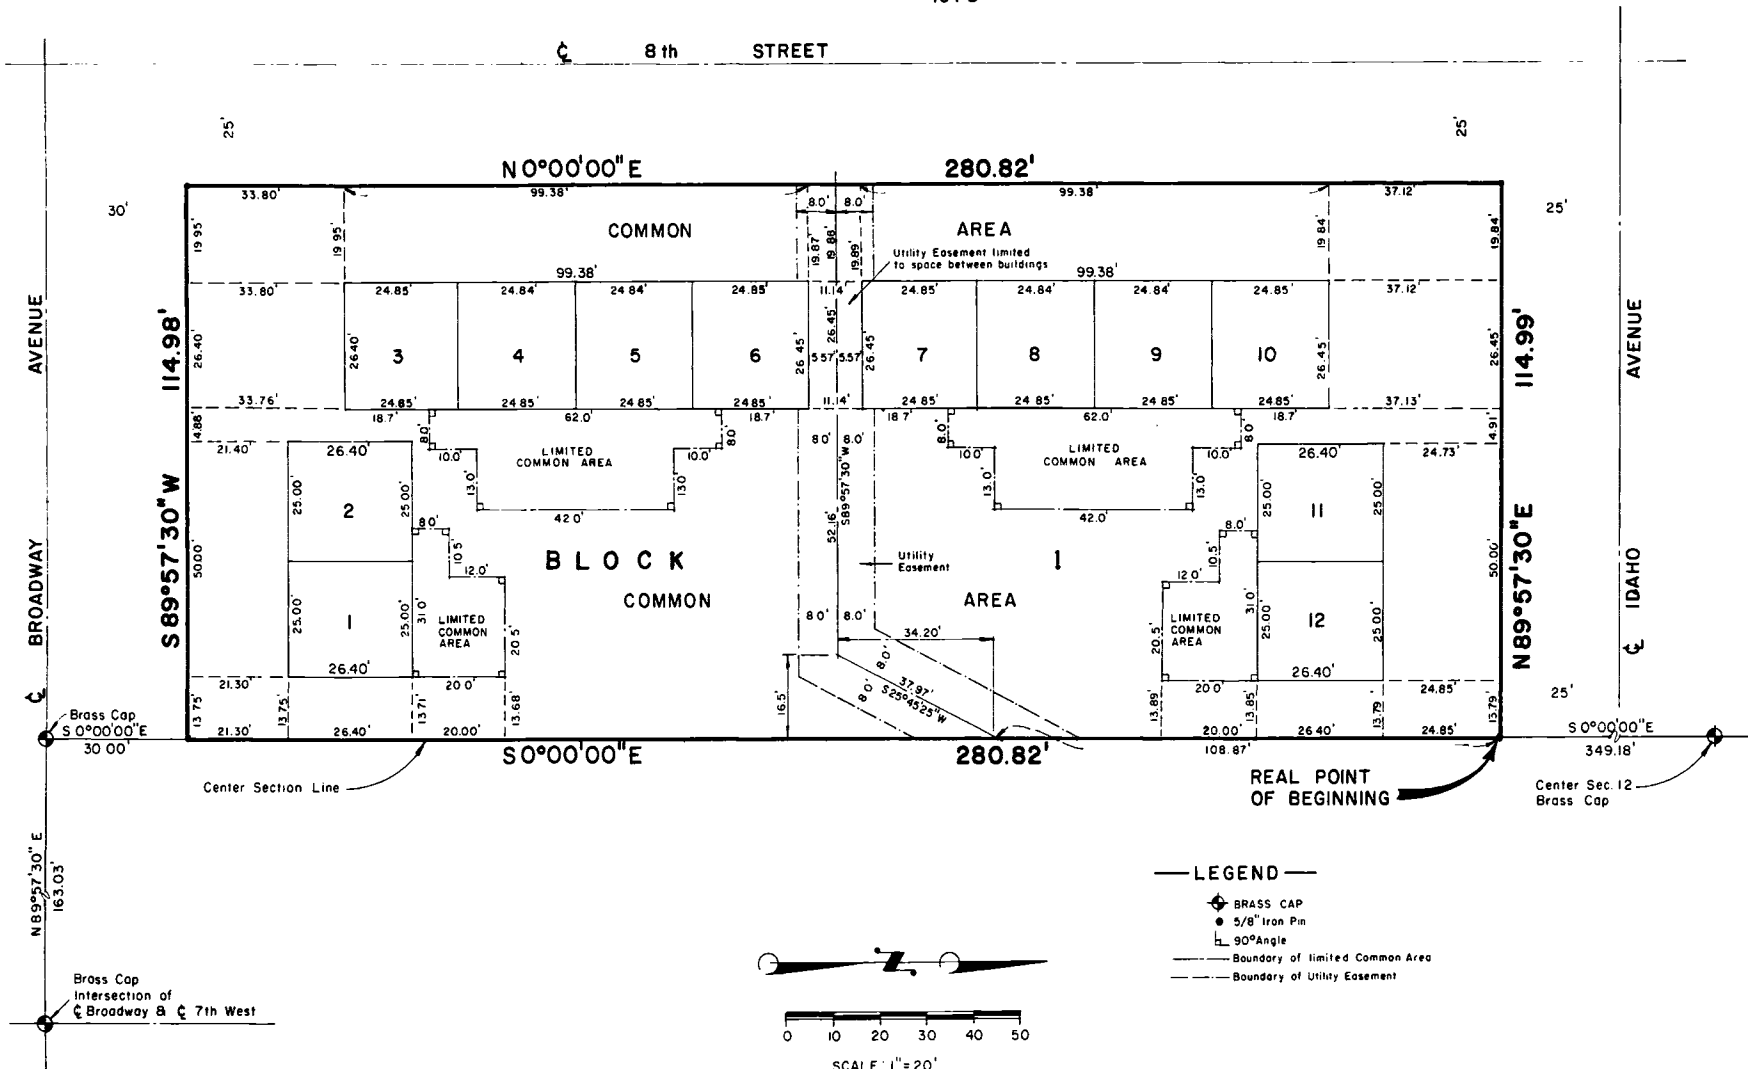 ℄ 8th STREET
25'
25'
N 0°00'00" E 280.82'
33.80' 99.38' 99.38' 37.12'
8.0' 8.0'
30'
25'
19.95' 19.95' 19.87' 19.88' 19.89' 19.84' 19.84'
COMMON AREA
Utility Easement limited
to space between buildings
99.38' 99.38'
33.80' 24.85' 24.84' 24.84' 24.85' 11.14' 24.85' 24.84' 24.84' 24.85' 37.12'
26.40' 26.40' 26.45' 26.45' 26.45' 26.45' 26.45'
3 4 5 6 5.57' 5.57' 7 8 9 10
33.76' 24.85' 24.85' 24.85' 24.85' 11.14' 24.85' 24.85' 24.85' 24.85' 37.13'
18.7' 62.0' 18.7' 18.7' 62.0' 18.7'
BROADWAY AVENUE
℄
S 89°57'30" W 114.98'
N 89°57'30" E 114.99'
℄ IDAHO AVENUE
14.88' 8.0' 8.0' 8.0' 8.0' 8.0' 8.0' 4.91'
21.40' 26.40' 10.0' 10.0' 10.0' 10.0' 26.40' 24.73'
LIMITED
COMMON AREA
LIMITED
COMMON AREA
13.0' 13.0' 13.0' 13.0'
42.0' 42.0'
25.00' 2 25.00' 25.00' 11 25.00'
50.00' 50.00'
52.16' S89°57'30"W
8.0' 10.5' 12.0' 8.0' 10.5' 12.0'
BLOCK 1
Utility
Easement
COMMON AREA
25.00' 1 25.00' 31.0' 20.5' 20.5' 31.0' 25.00' 12 25.00'
LIMITED
COMMON
AREA
LIMITED
COMMON
AREA
8.0' 8.0'
34.20'
26.40' 26.40'
21.30' 20.0' 20.0' 24.85'
8.0' 37.97' 8.0'
S25°45'25"W
16.5'
13.75' 13.75' 13.71' 13.68' 13.89' 13.85' 13.79' 13.79'
25'
21.30' 26.40' 20.00' 20.00' 26.40' 24.85'
Brass Cap
S 0°00'00"E
30.00'
S 0°00'00" E 280.82'
108.87'
S 0°00'00"E
349.18'
Center Section Line
REAL POINT
OF BEGINNING
Center Sec. 12
Brass Cap
N 89°57'30" E
163.03'
LEGEND
BRASS CAP
5/8" Iron Pin
90° Angle
Boundary of limited Common Area
Boundary of Utility Easement
Brass Cap
Intersection of
℄ Broadway & ℄ 7th West
Z
0 10 20 30 40 50
SCALE: 1"=20'